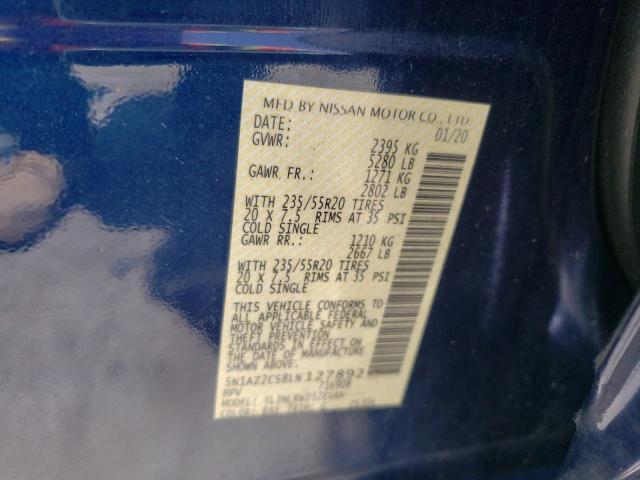 MFD BY NISSAN MOTOR CO., LTD.
DATE: 01/20
GVWR: 2395 KG
5280 LB
GAWR FR.: 1271 KG
2802 LB
WITH 235/55R20 TIRES
20 X 7.5 RIMS AT 35 PSI
COLD SINGLE
GAWR RR.: 1210 KG
2667 LB
WITH 235/55R20 TIRES
20 X 7.5 RIMS AT 35 PSI
COLD SINGLE
THIS VEHICLE CONFORMS TO
ALL APPLICABLE FEDERAL
MOTOR VEHICLE SAFETY AND
THEFT PREVENTION
STANDARDS IN EFFECT ON
THE DATE OF MANUFACTURE
SHOWN ABOVE.
5N1AZ2CS8LN127892
MPV
MODEL:
COLOR: RAY TRIM: G